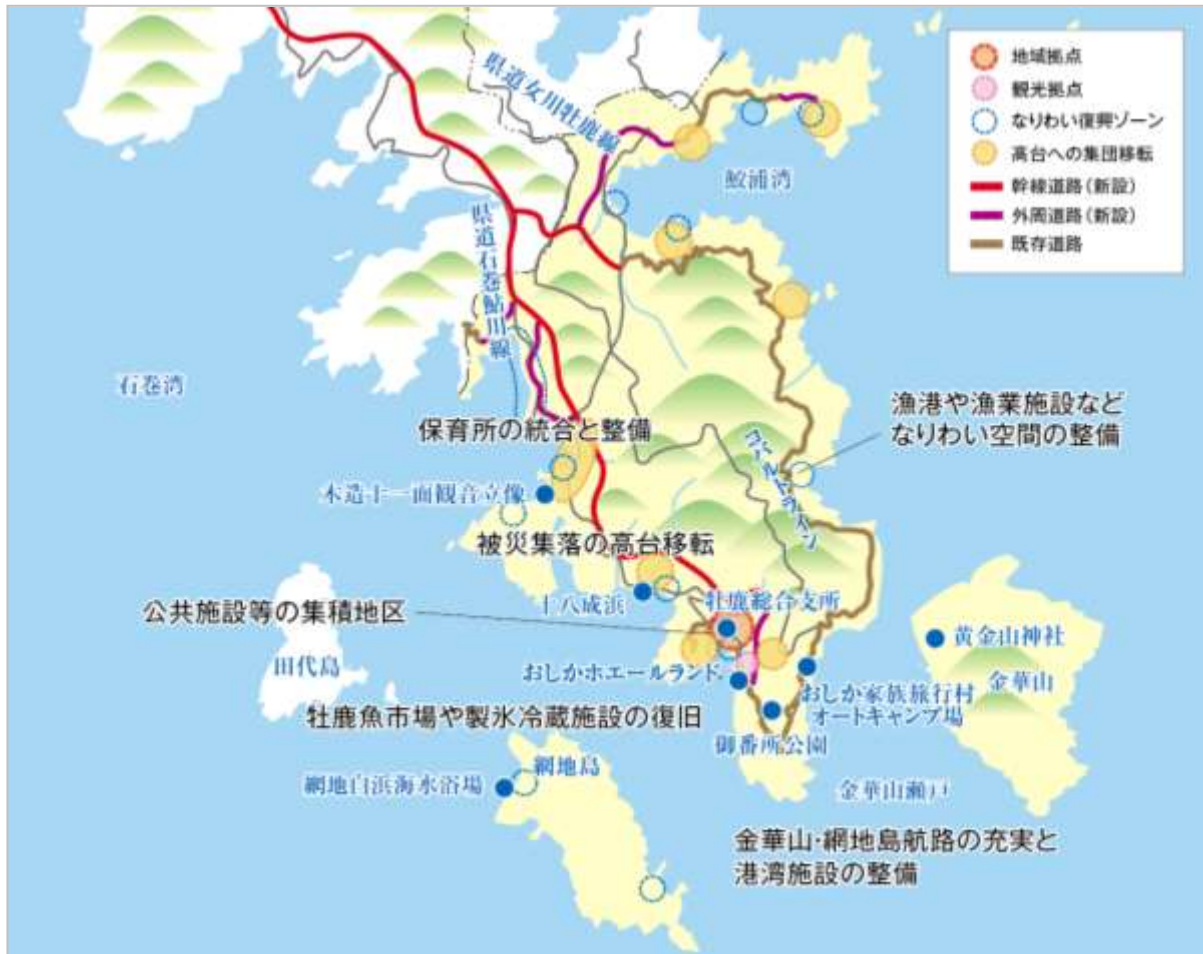 地域拠点
観光拠点
なりわい復興ゾーン
高台への集団移転
幹線道路（新設）
外周道路（新設）
既存道路
県道女川牡鹿線
鮫浦湾
県道石巻鮎川線
石巻湾
漁港や漁業施設など
なりわい空間の整備
保育所の統合と整備
コバルトライン
木造十一面観音立像
被災集落の高台移転
十八成浜
牡鹿総合支所
公共施設等の集積地区
黄金山神社
田代島
おしかホエールランド
おしか家族旅行村
オートキャンプ場
金華山
牡鹿魚市場や製氷冷蔵施設の復旧
御番所公園
網地島
網地白浜海水浴場
金華山瀬戸
金華山・網地島航路の充実と
港湾施設の整備